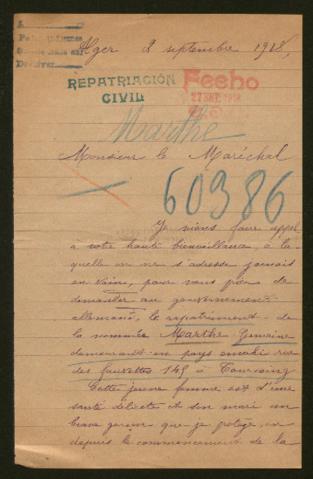 Alger 2 septembre 1918,
REPATRIACIÓN
CIVIL
Fecho
Marthe
Monsieur le Maréchal
60986
Je viens faire appel
à votre haute bienveillance, à la-
quelle on ne s'adresse jamais
en vain, pour vous prier de
demander au gouvernement
allemand, le rapatriement de
la nommée Marthe Germaine
demeurant en pays envahi rue
des fauvettes 145 à Tourcoing
Cette jeune femme est d'une
santé délicate et son mari un
brave garçon que je protège,
depuis le commencement de la